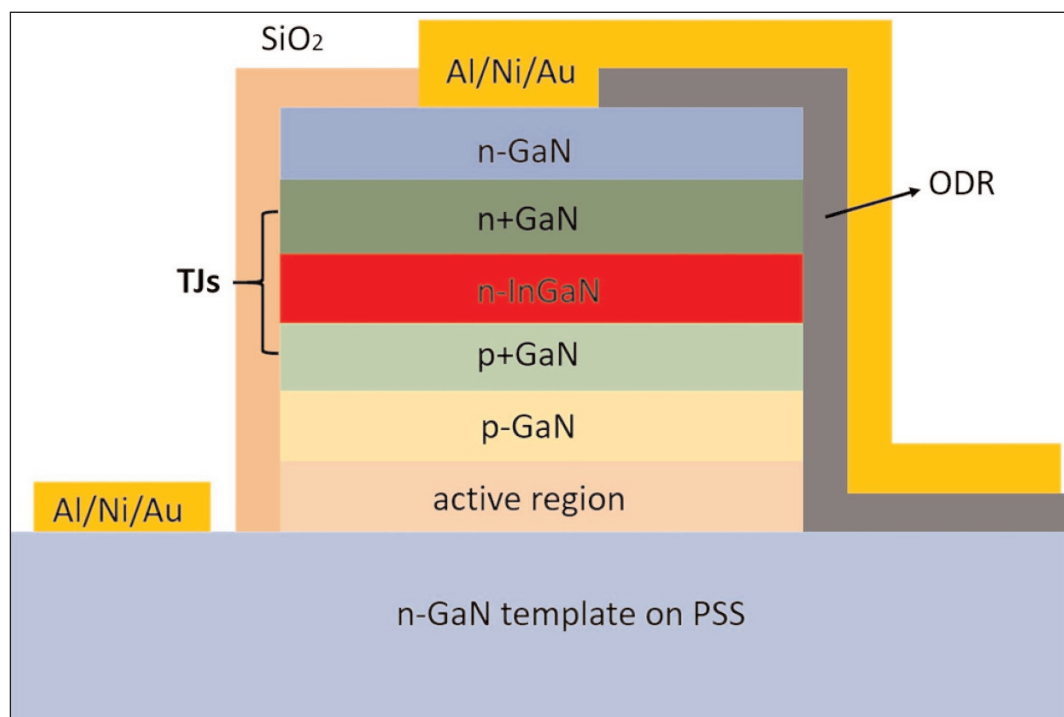 SiO₂
Al/Ni/Au
n-GaN
ODR
n+GaN
TJs
n-InGaN
p+GaN
p-GaN
active region
Al/Ni/Au
n-GaN template on PSS